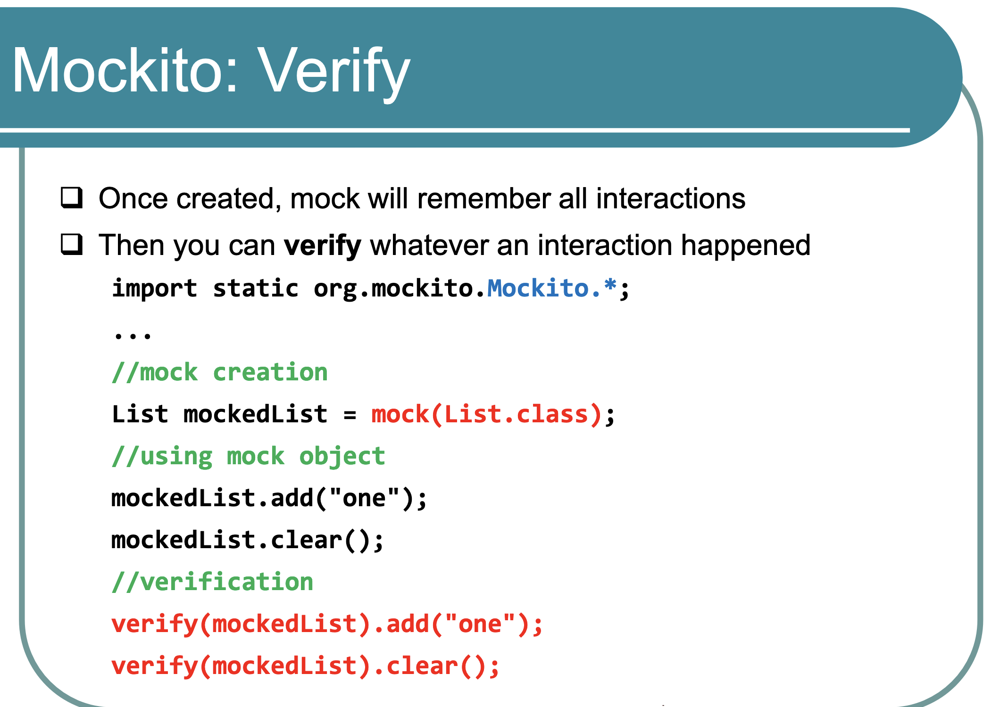 Mockito: Verify
Once created, mock will remember all interactions
Then you can verify whatever an interaction happened
import static org.mockito.Mockito.*;
...
//mock creation
List mockedList = mock(List.class);
//using mock object
mockedList.add("one");
mockedList.clear();
//verification
verify(mockedList).add("one");
verify(mockedList).clear();